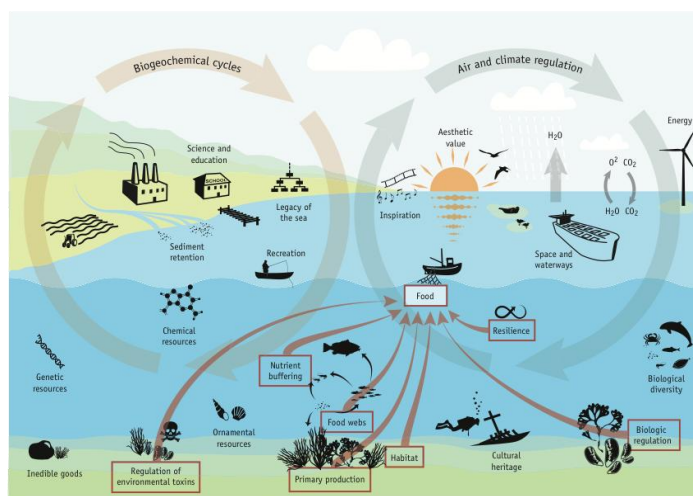 Biogeochemical cycles
Air and climate regulation
Energy
Science and
education
SCHOOL
Legacy of
the sea
Aesthetic
value
Inspiration
H₂O
O² CO₂
H₂O CO₂
Sediment
retention
Recreation
Space and
waterways
Food
Chemical
resources
Resilience
Genetic
resources
Nutrient
buffering
Biological
diversity
Ornamental
resources
Food webs
Biologic
regulation
Inedible goods
Regulation of
environmental toxins
Primary production
Habitat
Cultural
heritage